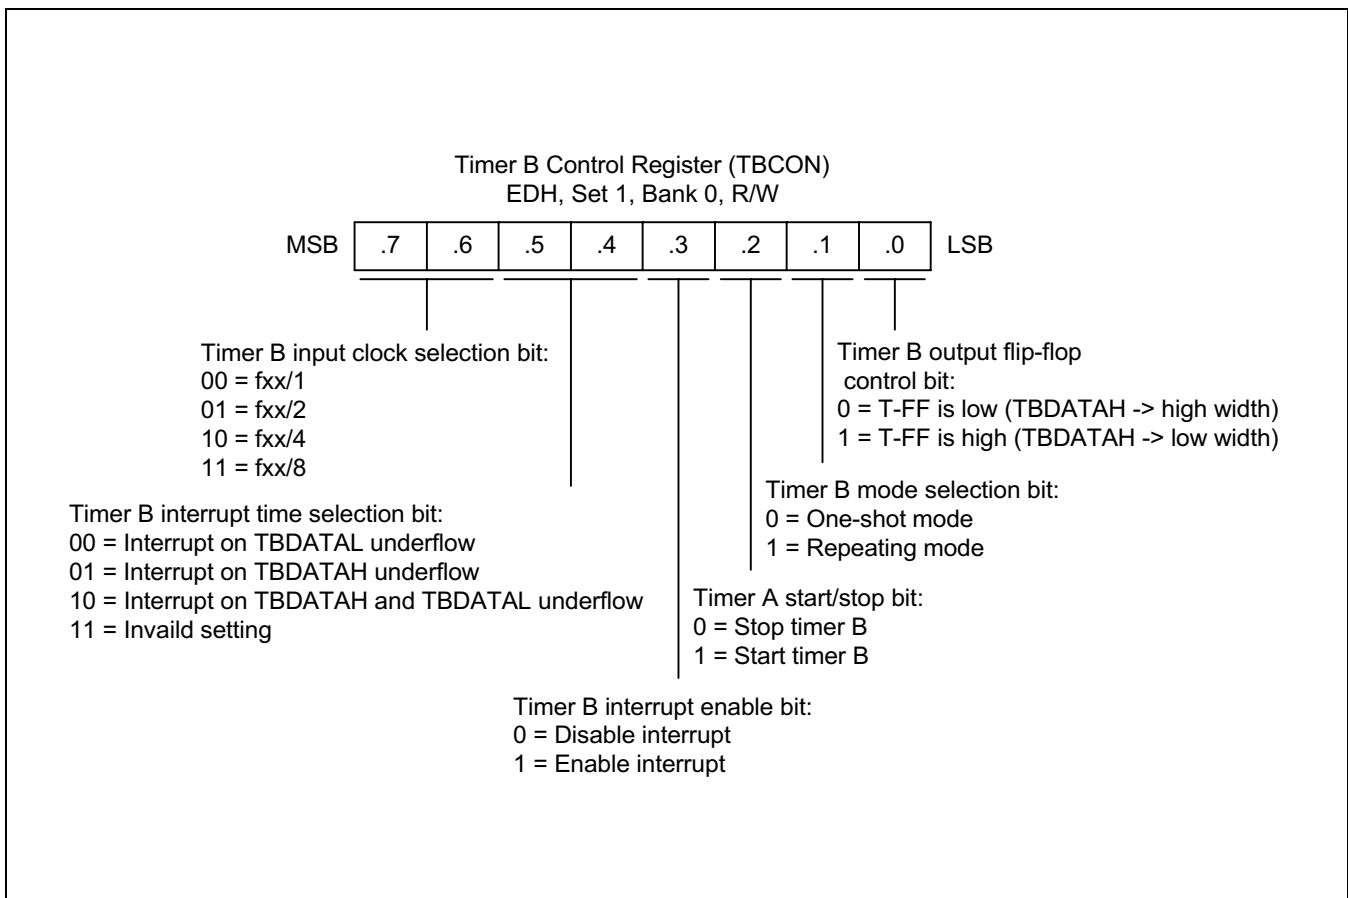 Timer B Control Register (TBCON)
EDH, Set 1, Bank 0, R/W
MSB .7 .6 .5 .4 .3 .2 .1 .0 LSB
Timer B input clock selection bit:
00 = fxx/1
01 = fxx/2
10 = fxx/4
11 = fxx/8
Timer B output flip-flop
control bit:
0 = T-FF is low (TBDATAH -> high width)
1 = T-FF is high (TBDATAH -> low width)
Timer B interrupt time selection bit:
00 = Interrupt on TBDATAL underflow
01 = Interrupt on TBDATAH underflow
10 = Interrupt on TBDATAH and TBDATAL underflow
11 = Invaild setting
Timer B mode selection bit:
0 = One-shot mode
1 = Repeating mode
Timer A start/stop bit:
0 = Stop timer B
1 = Start timer B
Timer B interrupt enable bit:
0 = Disable interrupt
1 = Enable interrupt